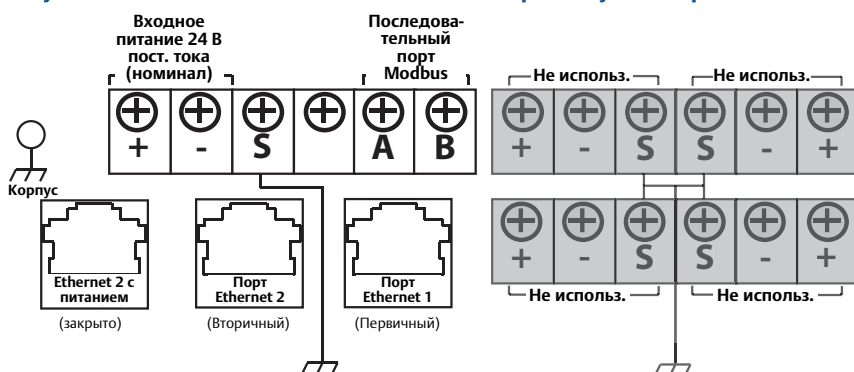 Входное
питание 24 В
пост. тока
(номинал)
Последова-
тельный
порт
Modbus
Не использ.
Не использ.
+ - S A B
+ - S S - +
Корпус
+ - S S - +
Ethernet 2 с
питанием
(закрыто)
Порт
Ethernet 2
(Вторичный)
Порт
Ethernet 1
(Первичный)
Не использ.
Не использ.